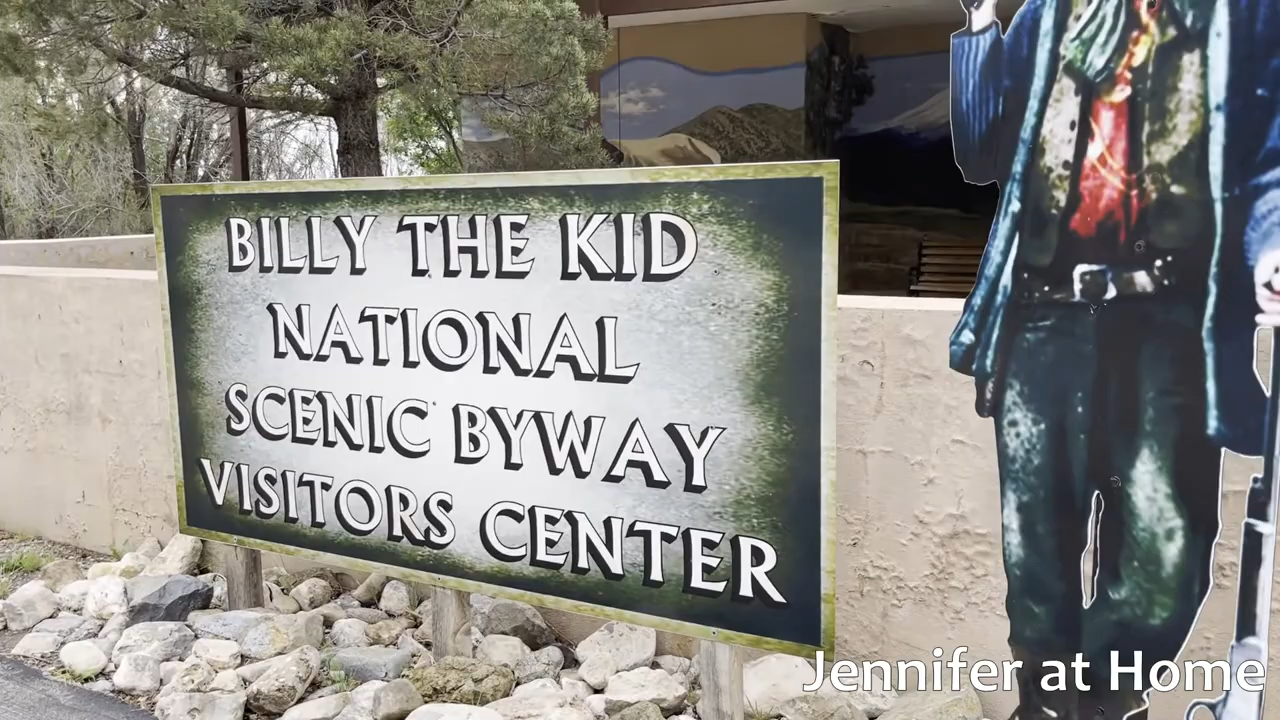 BILLY THE KID
NATIONAL
SCENIC BYWAY
VISITORS CENTER
Jennifer at Home